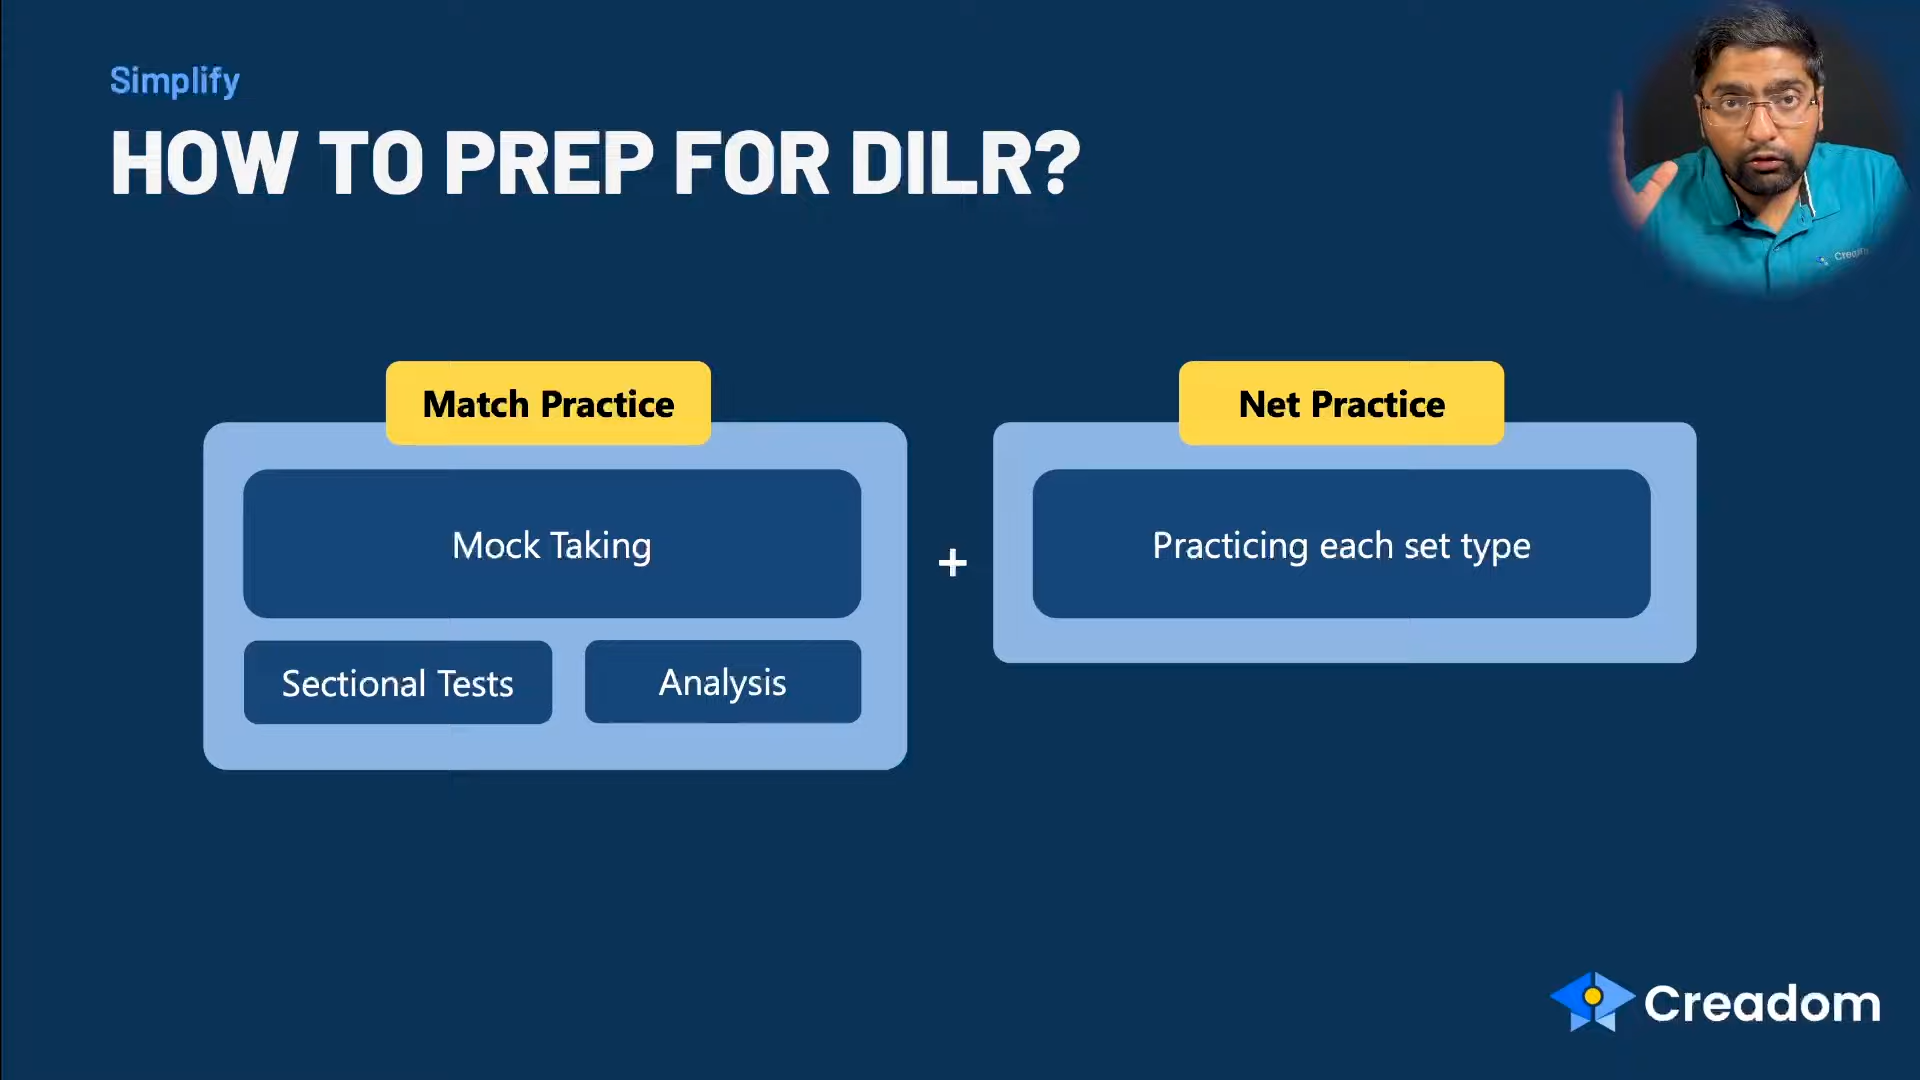 Simplify
HOW TO PREP FOR DILR?
Match Practice
Mock Taking
Sectional Tests
Analysis
+
Net Practice
Practicing each set type
Creadom